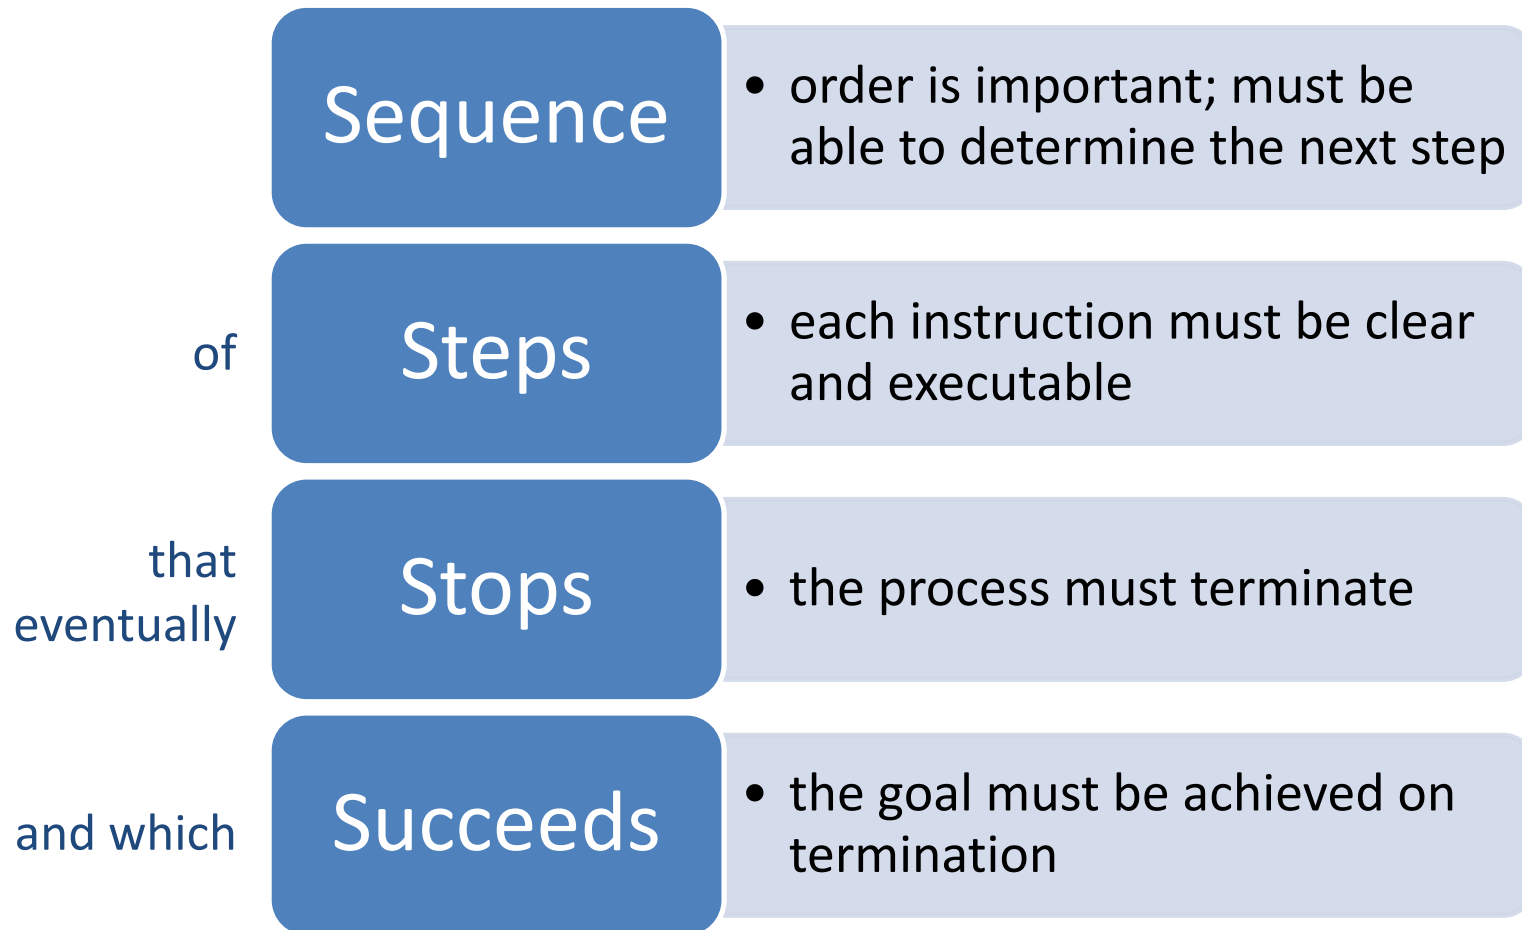 Sequence
• order is important; must be
able to determine the next step
of
Steps
• each instruction must be clear
and executable
that
eventually
Stops
• the process must terminate
and which
Succeeds
• the goal must be achieved on
termination